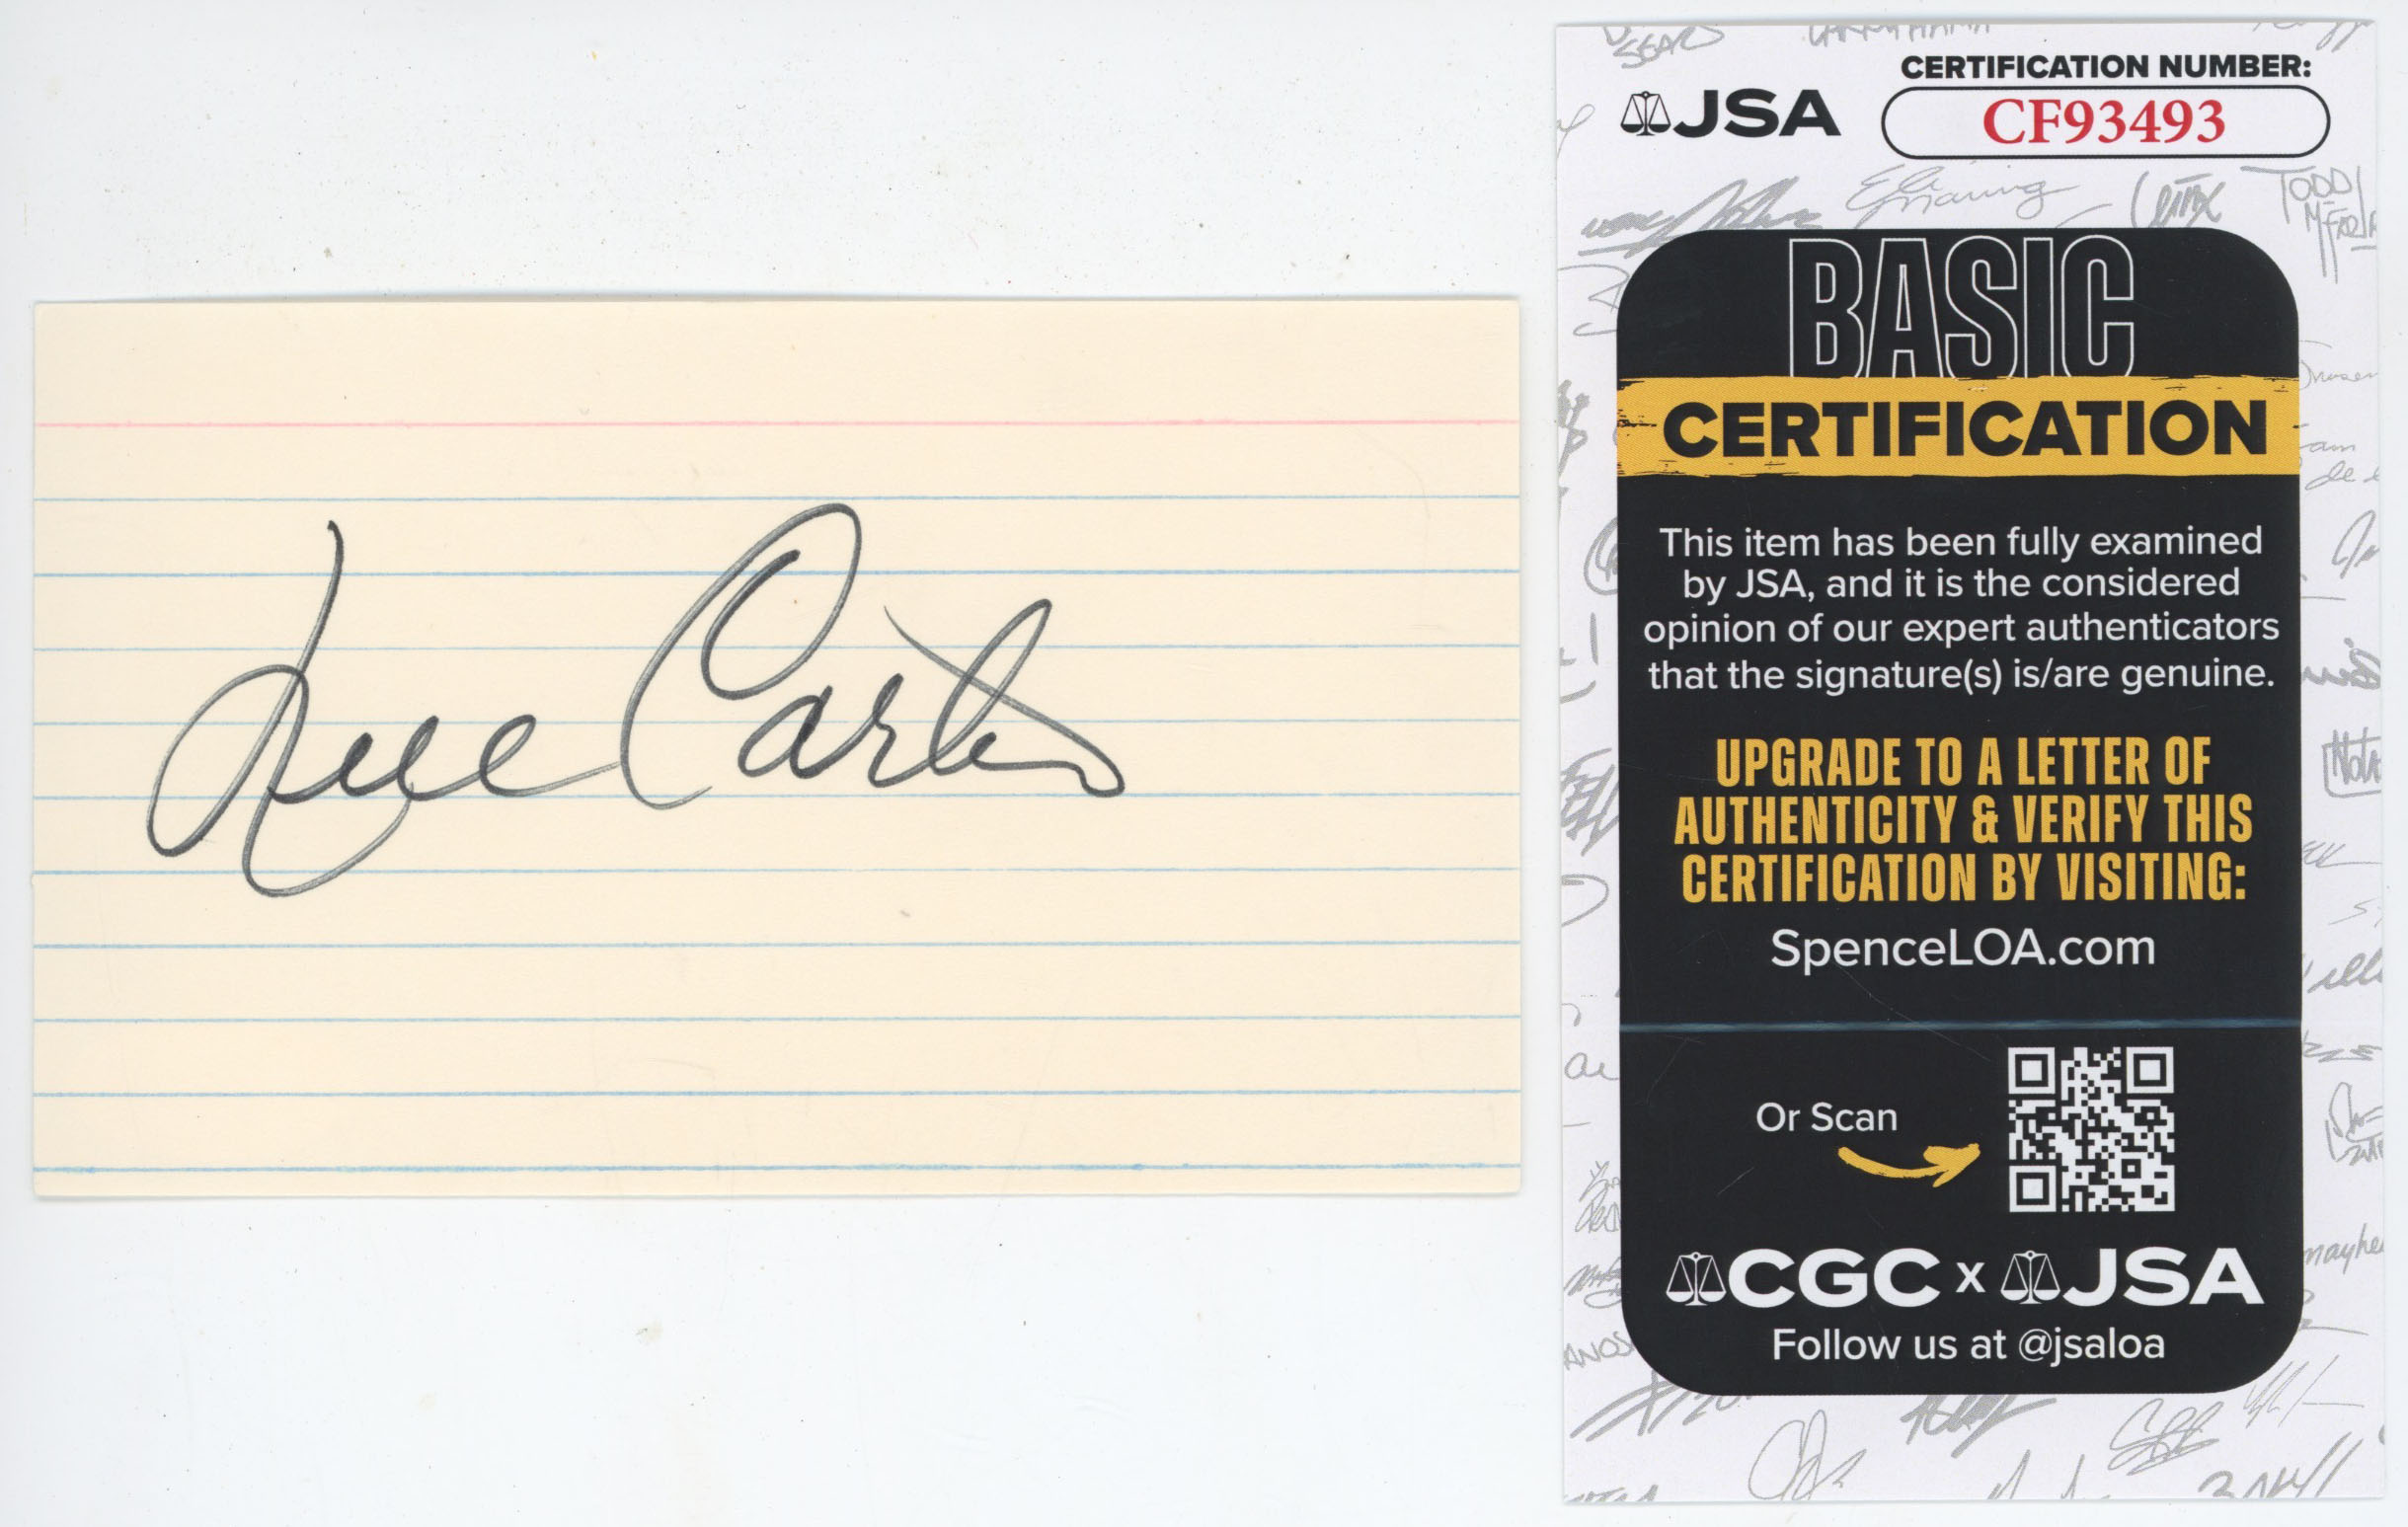 Carter
JSA
CERTIFICATION NUMBER:
CF93493
BASIC
CERTIFICATION
This item has been fully examined
by JSA, and it is the considered
opinion of our expert authenticators
that the signature(s) is/are genuine.
UPGRADE TO A LETTER OF
AUTHENTICITY & VERIFY THIS
CERTIFICATION BY VISITING:
SpenceLOA.com
Or Scan
CGC x JSA
Follow us at @jsaloa